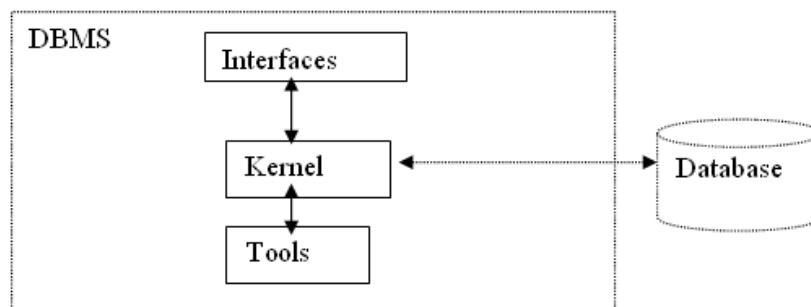 DBMS
Interfaces
Kernel
Database
Tools